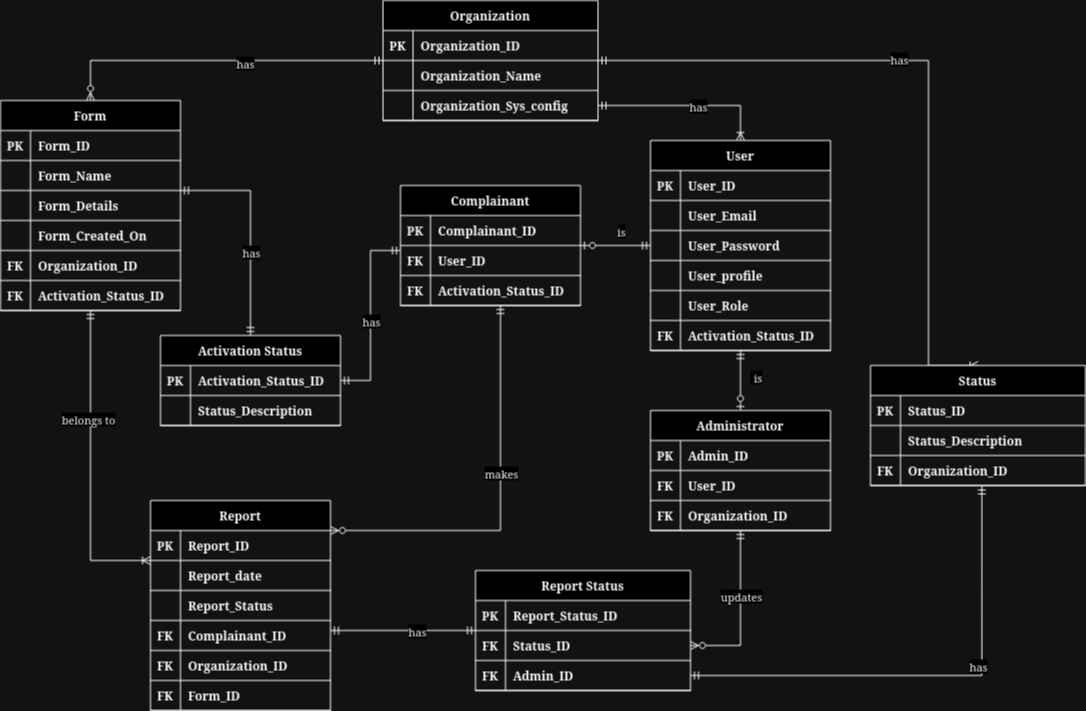 Organization
PK Organization_ID
Organization_Name
Organization_Sys_config
has
has
has
Form
PK Form_ID
Form_Name
Form_Details
Form_Created_On
FK Organization_ID
FK Activation_Status_ID
User
PK User_ID
User_Email
User_Password
User_profile
User_Role
FK Activation_Status_ID
Complainant
PK Complainant_ID
FK User_ID
FK Activation_Status_ID
is
has
has
Activation Status
PK Activation_Status_ID
Status_Description
is
Status
PK Status_ID
Status_Description
FK Organization_ID
Administrator
PK Admin_ID
FK User_ID
FK Organization_ID
belongs to
makes
Report
PK Report_ID
Report_date
Report_Status
FK Complainant_ID
FK Organization_ID
FK Form_ID
has
Report Status
PK Report_Status_ID
FK Status_ID
FK Admin_ID
updates
has